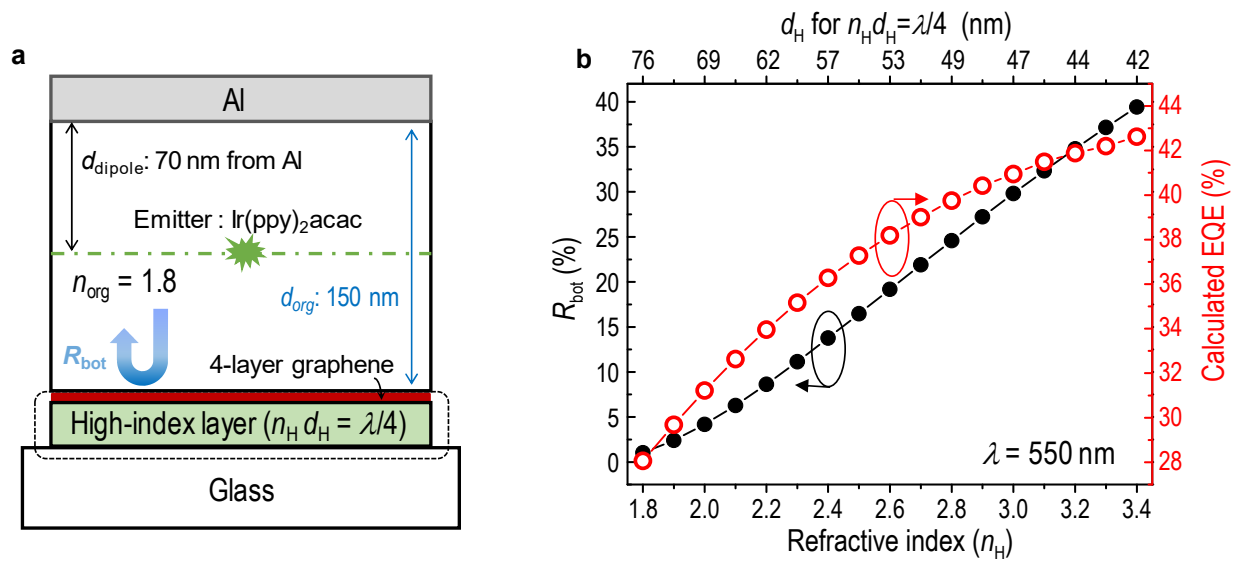 a
Al
d_dipole: 70 nm from Al
Emitter : Ir(ppy)₂acac
n_org = 1.8
d_org: 150 nm
R_bot
4-layer graphene
High-index layer (n_H d_H = λ/4)
Glass
b
d_H for n_H d_H=λ/4 (nm)
76 69 62 57 53 49 47 44 42
R_bot (%)
40
35
30
25
20
15
10
5
0
44
42
40
38
36
34
32
30
28
Calculated EQE (%)
λ = 550 nm
1.8 2.0 2.2 2.4 2.6 2.8 3.0 3.2 3.4
Refractive index (n_H)